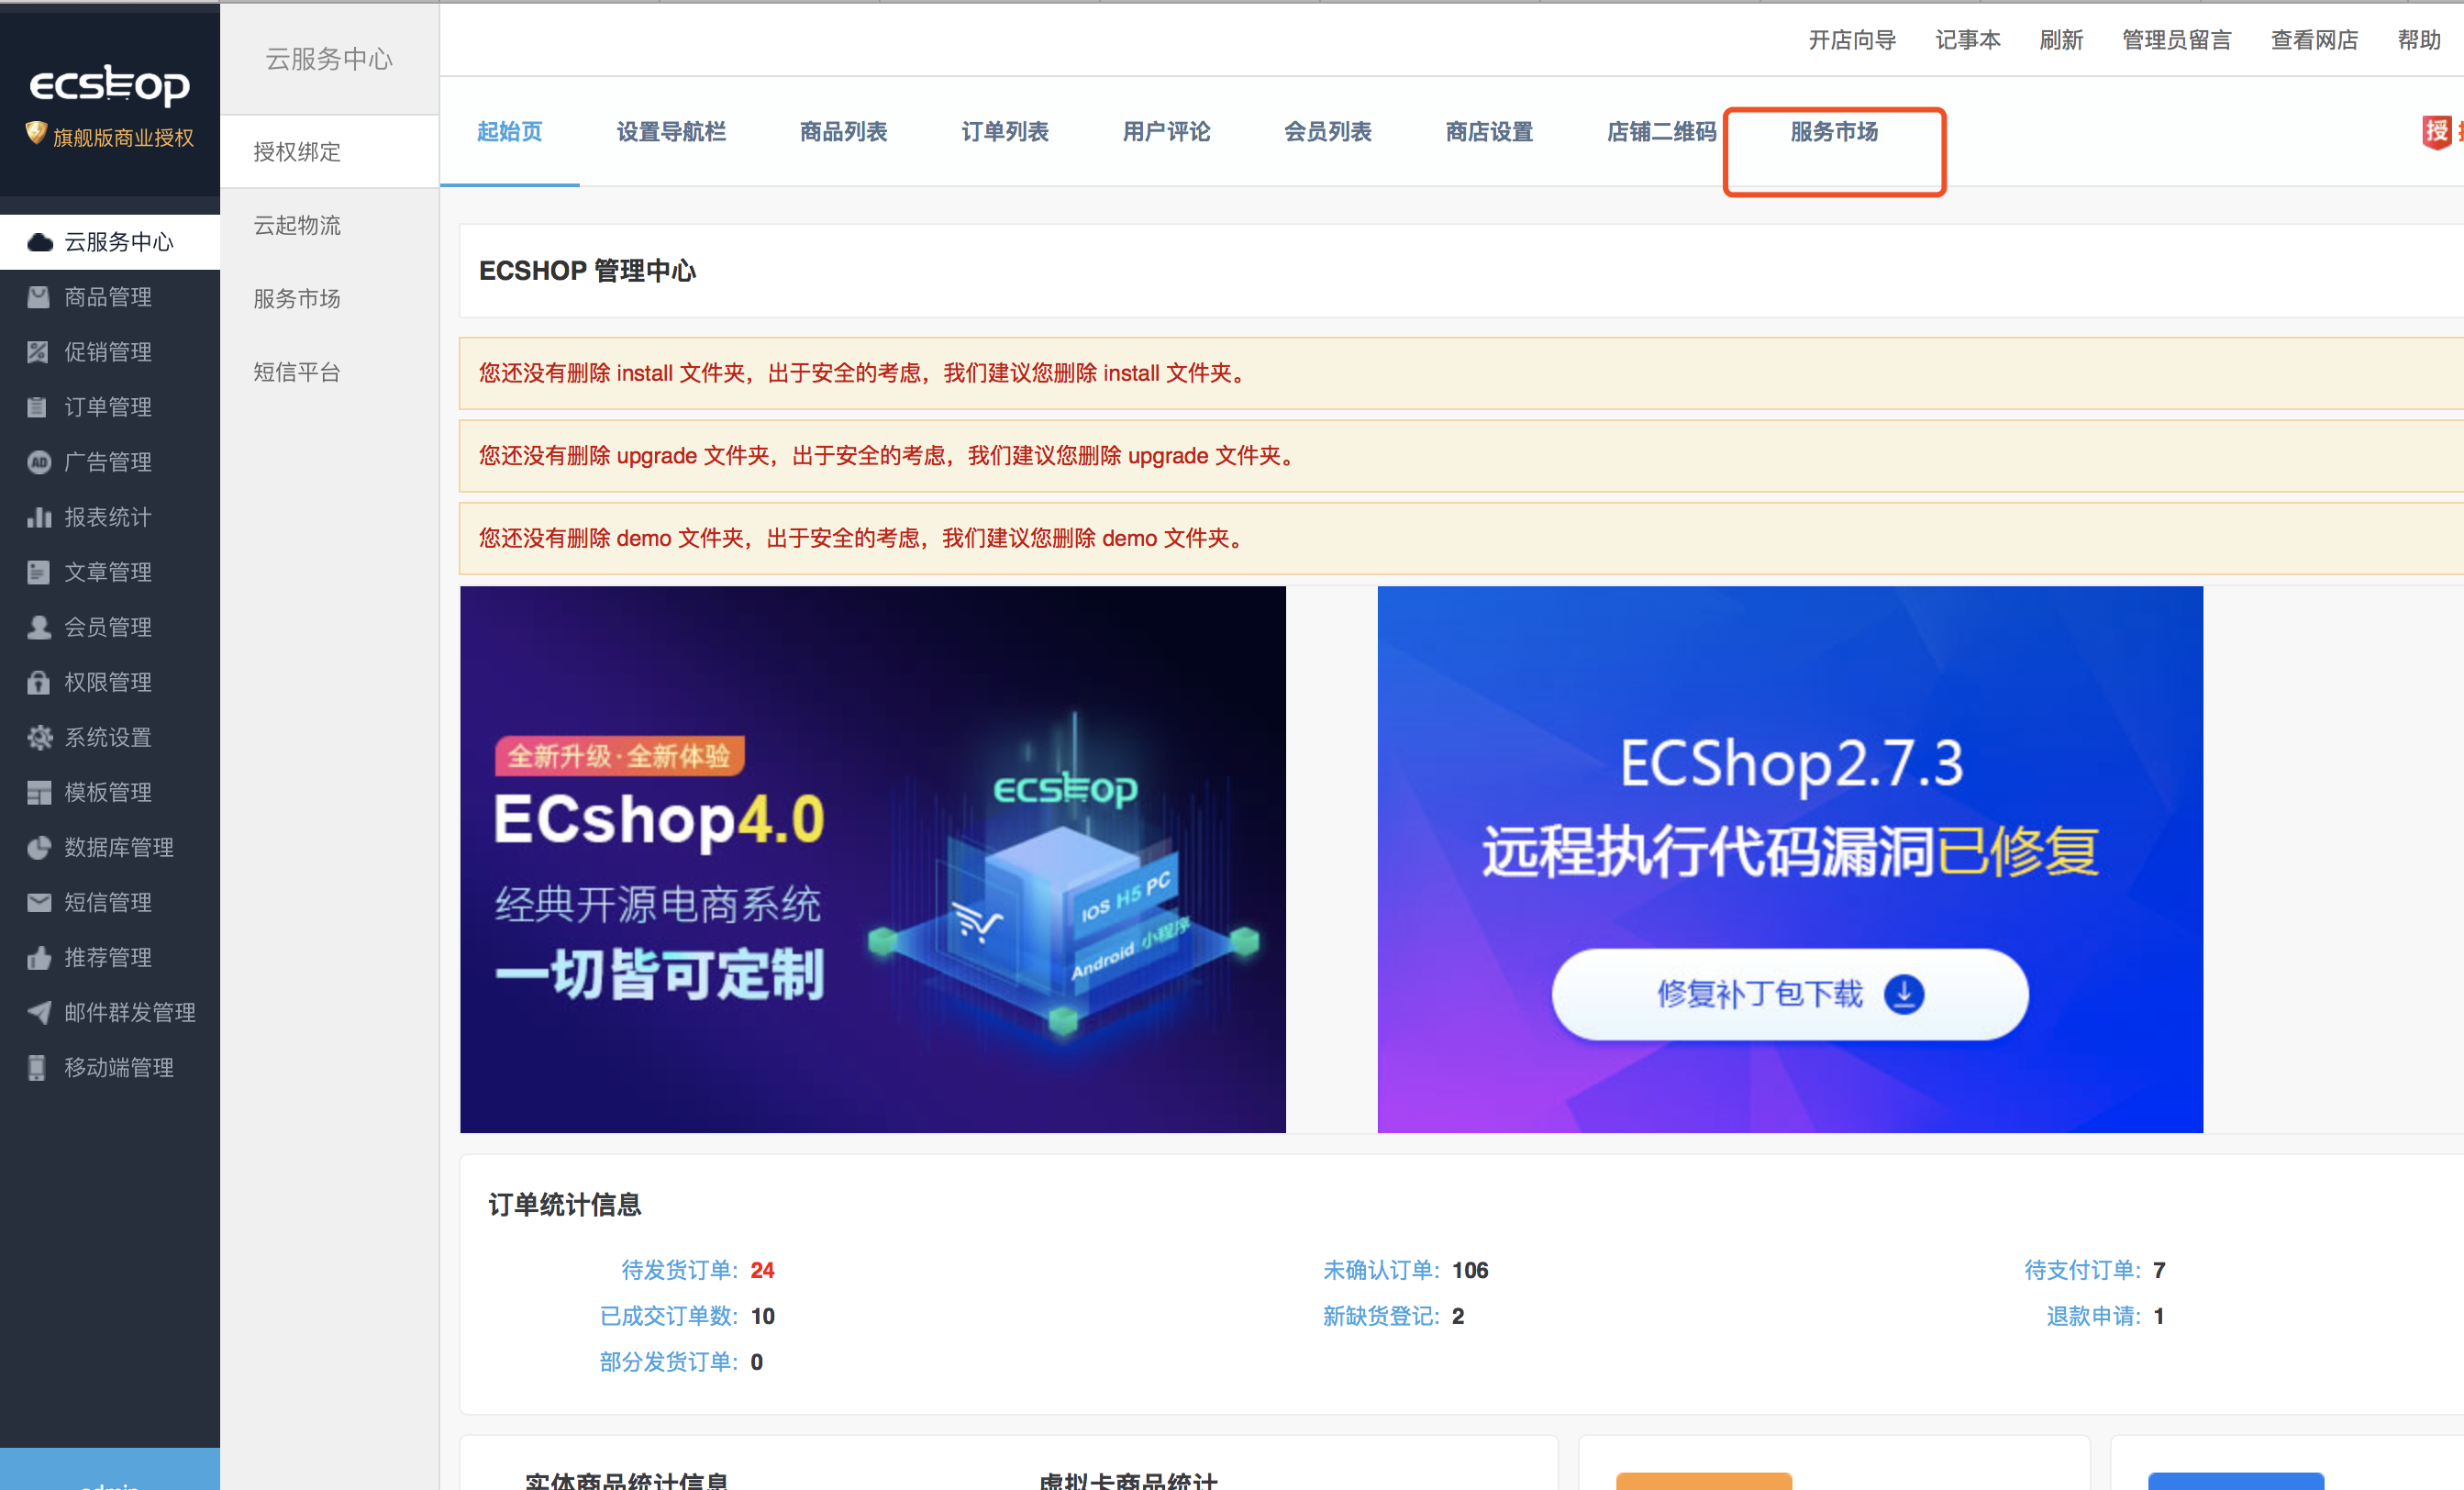 ecshop
旗舰版商业授权
云服务中心
商品管理
促销管理
订单管理
AD 广告管理
报表统计
文章管理
会员管理
权限管理
系统设置
模板管理
数据库管理
短信管理
推荐管理
邮件群发管理
移动端管理
云服务中心
授权绑定
云起物流
服务市场
短信平台
开店向导 记事本 刷新 管理员留言 查看网店 帮助
起始页 设置导航栏 商品列表 订单列表 用户评论 会员列表 商店设置 店铺二维码 服务市场 授
ECSHOP 管理中心
您还没有删除 install 文件夹，出于安全的考虑，我们建议您删除 install 文件夹。
您还没有删除 upgrade 文件夹，出于安全的考虑，我们建议您删除 upgrade 文件夹。
您还没有删除 demo 文件夹，出于安全的考虑，我们建议您删除 demo 文件夹。
全新升级·全新体验
ECshop4.0
经典开源电商系统
一切皆可定制
ecshop
IOS H5 PC
Android 小程序
ECShop2.7.3
远程执行代码漏洞已修复
修复补丁包下载
订单统计信息
待发货订单: 24 未确认订单: 106 待支付订单: 7
已成交订单数: 10 新缺货登记: 2 退款申请: 1
部分发货订单: 0
实体商品统计信息 虚拟卡商品统计